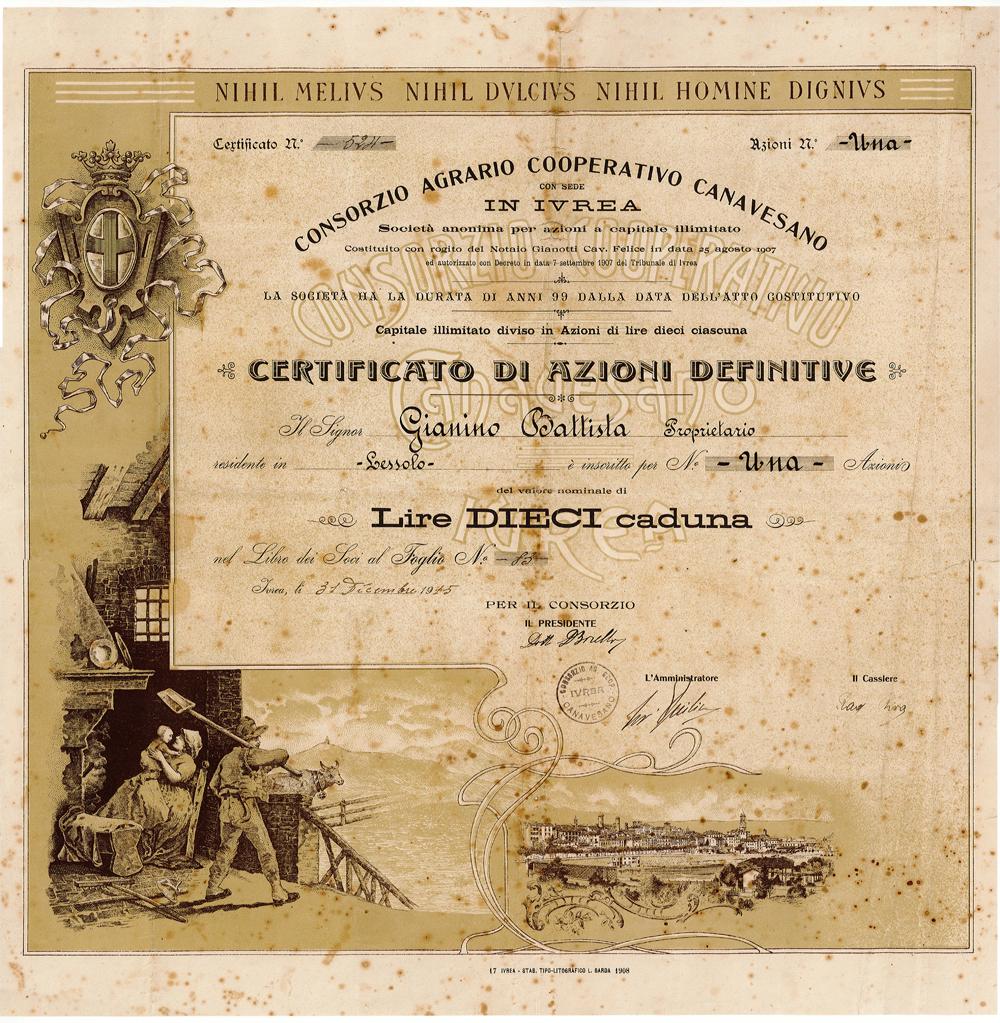 NIHIL MELIVS NIHIL DVLCIVS NIHIL HOMINE DIGNIVS
Certificato N.° 524 Azioni N.° -Una-
CONSORZIO AGRARIO COOPERATIVO CANAVESANO
CON SEDE
IN IVREA
Società anonima per azioni a capitale illimitato
Costituito con rogito del Notaio Gianotti Cav. Felice in data 25 agosto 1907
ed autorizzato con Decreto in data 7 settembre 1907 del Tribunale di Ivrea
LA SOCIETÀ HA LA DURATA DI ANNI 99 DALLA DATA DELL'ATTO COSTITUTIVO
Capitale illimitato diviso in Azioni di lire dieci ciascuna
CERTIFICATO DI AZIONI DEFINITIVE
Il Signor Gianino Battista Proprietario
residente in -Lessolo- è inscritto per N.° -Una- Azioni
del valore nominale di
Lire DIECI caduna
nel Libro dei Soci al Foglio N.° -83-
Ivrea, li 31 Dicembre 1945
PER IL CONSORZIO
IL PRESIDENTE
L'Amministratore Il Cassiere
CONSORZIO AG. COOP.
IVREA
CANAVESANO
17 IVREA - STAB. TIPO-LITOGRAFICO L. GARDA 1908